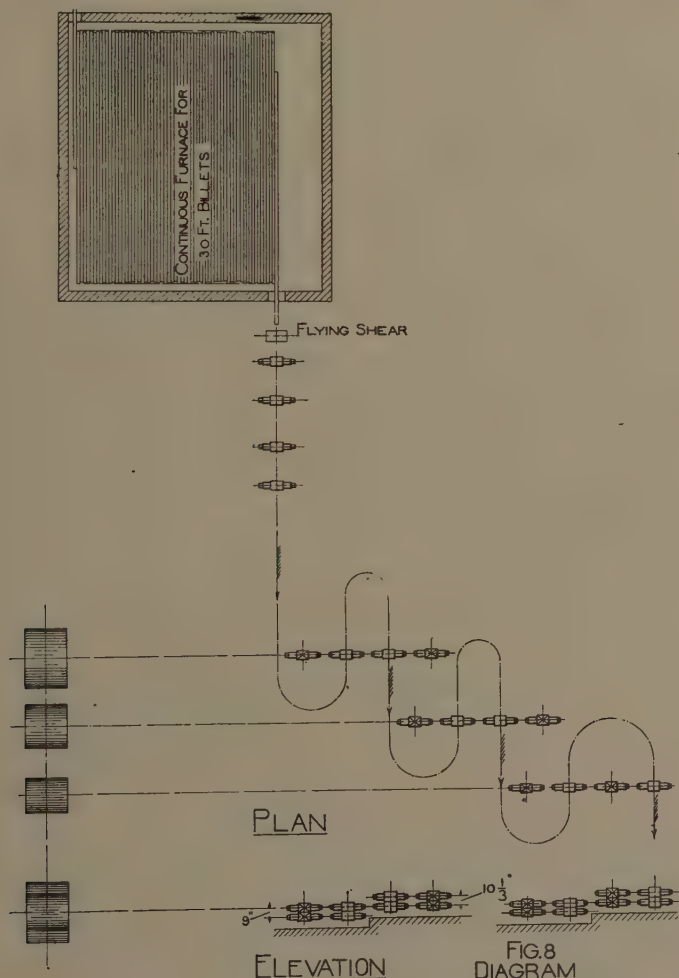 CONTINUOUS FURNACE FOR
30 FT. BILLETS
FLYING SHEAR
PLAN
9"
10 1/3"
ELEVATION
FIG.8
DIAGRAM